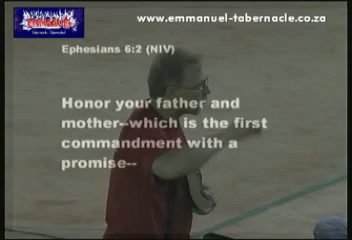 www.emmanuel-tabernacle.co.za
EMMANUEL
Ephesians 6:2 (NIV)
Honor your father and
mother--which is the first
commandment with a
promise--